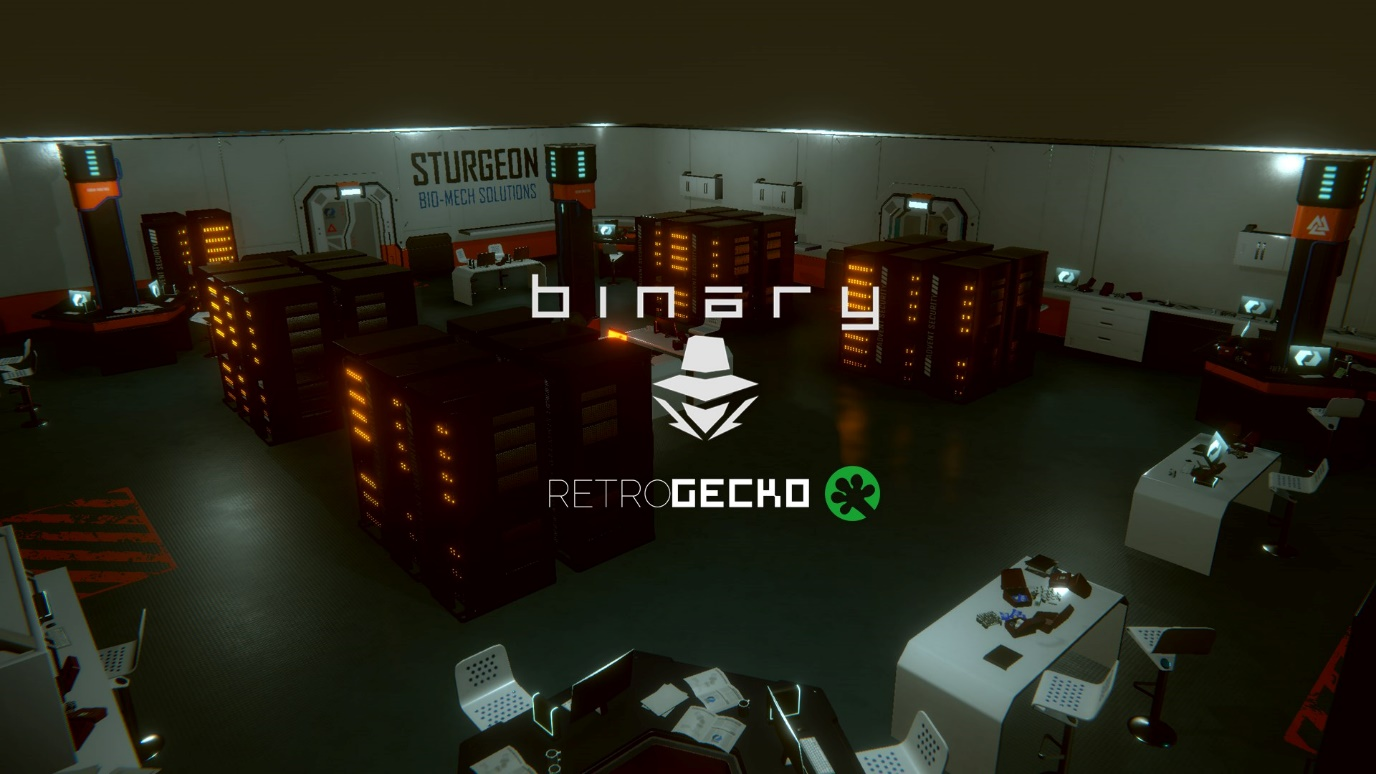 STURGEON
BIO-MECH SOLUTIONS
binary
RETROGECKO